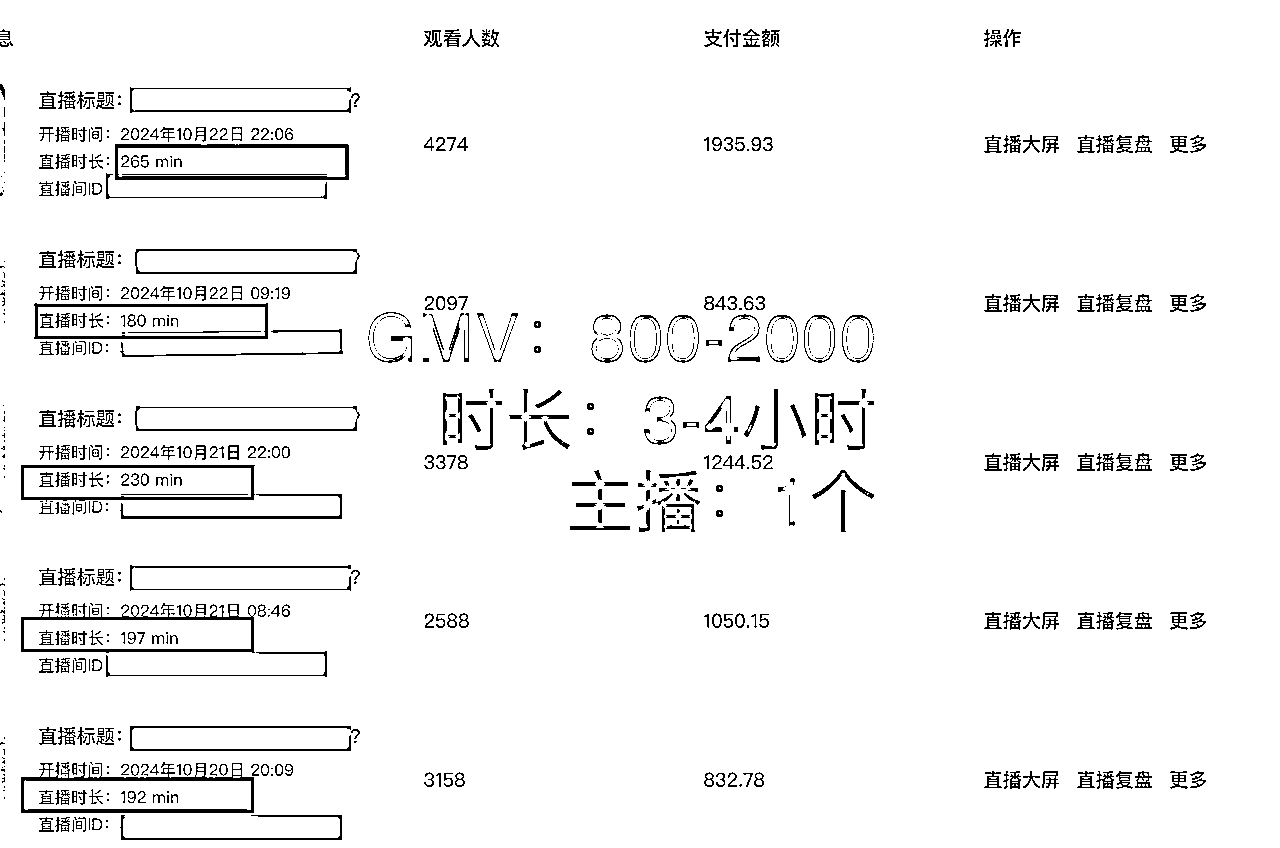 息 观看人数 支付金额 操作
直播标题： ?
开播时间：2024年10月22日 22:06
4274 1935.93 直播大屏 直播复盘 更多
直播时长：265 min
直播间ID
直播标题：
开播时间：2024年10月22日 09:19
2097 843.63 直播大屏 直播复盘 更多
直播时长：180 min
GMV：800-2000
直播间ID：
时长：3-4小时
直播标题：
开播时间：2024年10月21日 22:00
3378 1244.52 直播大屏 直播复盘 更多
直播时长：230 min
主播：1个
直播间ID：
直播标题： ?
开播时间：2024年10月21日 08:46
2588 1050.15 直播大屏 直播复盘 更多
直播时长：197 min
直播间ID
直播标题： ?
开播时间：2024年10月20日 20:09
3158 832.78 直播大屏 直播复盘 更多
直播时长：192 min
直播间ID：